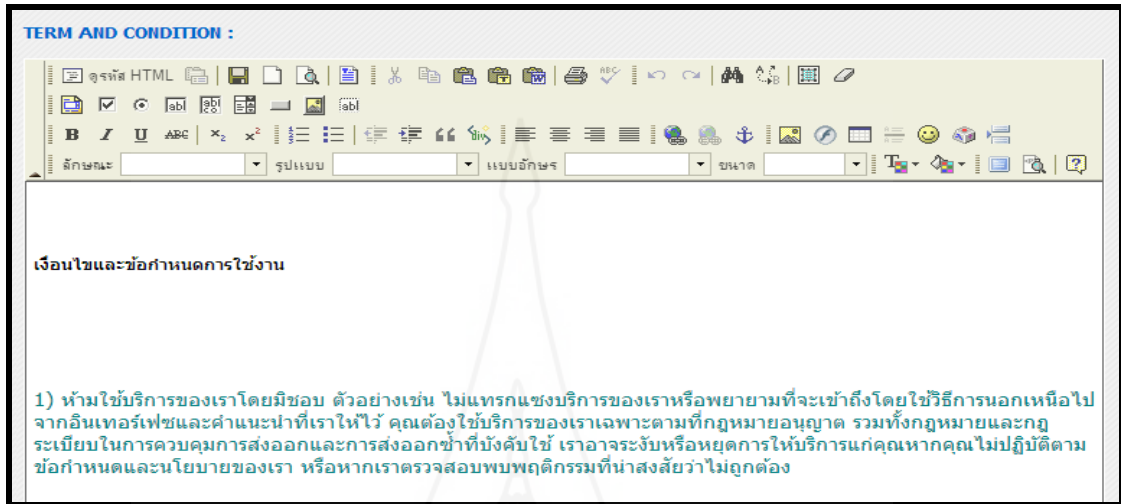 TERM AND CONDITION :
ดูรหัส HTML
B I U ABC x₂ x²
ลักษณะ รูปแบบ แบบอักษร ขนาด
เงื่อนไขและข้อกำหนดการใช้งาน
1) ห้ามใช้บริการของเราโดยมิชอบ ตัวอย่างเช่น ไม่แทรกแซงบริการของเราหรือพยายามที่จะเข้าถึงโดยใช้วิธีการนอกเหนือไป
จากอินเทอร์เฟซและคำแนะนำที่เราให้ไว้ คุณต้องใช้บริการของเราเฉพาะตามที่กฎหมายอนุญาต รวมทั้งกฎหมายและกฎ
ระเบียบในการควบคุมการส่งออกและการส่งออกซ้ำที่บังคับใช้ เราอาจระงับหรือหยุดการให้บริการแก่คุณหากคุณไม่ปฏิบัติตาม
ข้อกำหนดและนโยบายของเรา หรือหากเราตรวจสอบพบพฤติกรรมที่น่าสงสัยว่าไม่ถูกต้อง